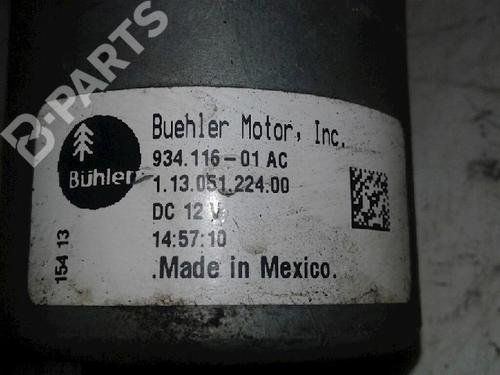 B-PARTS
Bühler
Buehler Motor, Inc.
934.116-01 AC
1.13.051.224.00
DC 12 V
14:57:10
.Made in Mexico.
154 13